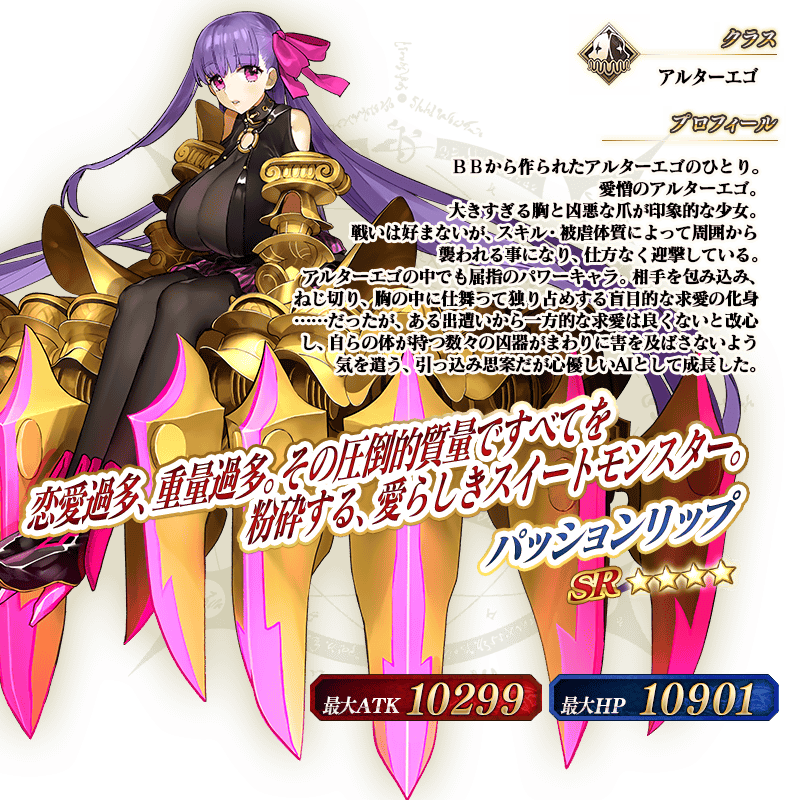 クラス
アルターエゴ
プロフィール
ＢＢから作られたアルターエゴのひとり。
愛憎のアルターエゴ。
大きすぎる胸と凶悪な爪が印象的な少女。
戦いは好まないが、スキル・被虐体質によって周囲から
襲われる事になり、仕方なく迎撃している。
アルターエゴの中でも屈指のパワーキャラ。相手を包み込み、
ねじ切り、胸の中に仕舞って独り占めする盲目的な求愛の化身
……だったが、ある出遭いから一方的な求愛は良くないと改心
し、自らの体が持つ数々の凶器がまわりに害を及ばさないよう
気を遣う、引っ込み思案だが心優しいAIとして成長した。
恋愛過多、重量過多。その圧倒的質量ですべてを
粉砕する、愛らしきスイートモンスター。
パッションリップ
SR
最大ATK 10299
最大HP 10901